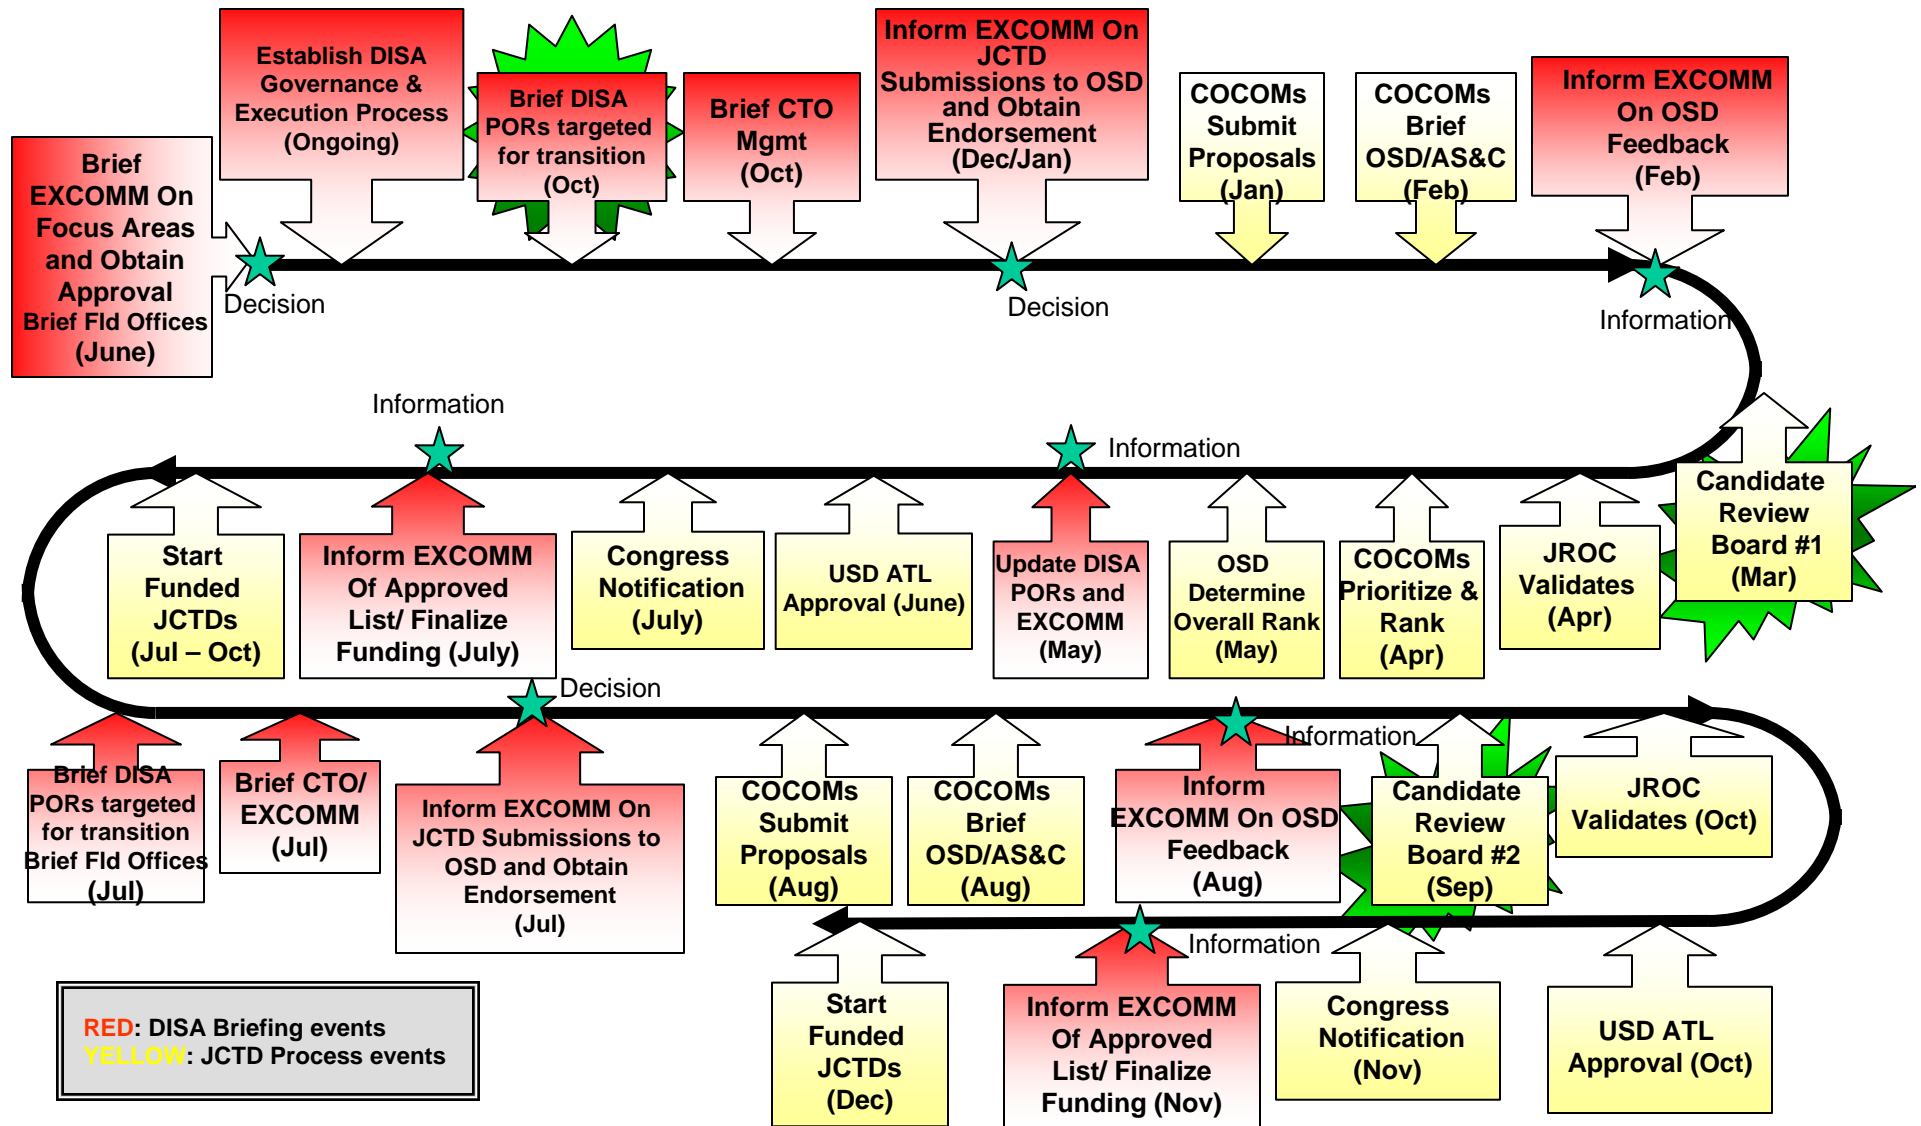 Brief
EXCOMM On
Focus Areas
and Obtain
Approval
Brief Fld Offices
(June)
Decision
Establish DISA
Governance &
Execution Process
(Ongoing)
Brief DISA
PORs targeted
for transition
(Oct)
Brief CTO
Mgmt
(Oct)
Inform EXCOMM On
JCTD
Submissions to OSD
and Obtain
Endorsement
(Dec/Jan)
Decision
COCOMs
Submit
Proposals
(Jan)
COCOMs
Brief
OSD/AS&C
(Feb)
Inform EXCOMM
On OSD
Feedback
(Feb)
Information
Candidate
Review
Board #1
(Mar)
JROC
Validates
(Apr)
COCOMs
Prioritize &
Rank
(Apr)
OSD
Determine
Overall Rank
(May)
Information
Update DISA
PORs and
EXCOMM
(May)
USD ATL
Approval (June)
Congress
Notification
(July)
Information
Inform EXCOMM
Of Approved
List/ Finalize
Funding (July)
Start
Funded
JCTDs
(Jul – Oct)
Brief DISA
PORs targeted
for transition
Brief Fld Offices
(Jul)
Brief CTO/
EXCOMM
(Jul)
Decision
Inform EXCOMM On
JCTD Submissions to
OSD and Obtain
Endorsement
(Jul)
COCOMs
Submit
Proposals
(Aug)
COCOMs
Brief
OSD/AS&C
(Aug)
Information
Inform
EXCOMM On OSD
Feedback
(Aug)
Candidate
Review
Board #2
(Sep)
JROC
Validates (Oct)
USD ATL
Approval (Oct)
Congress
Notification
(Nov)
Information
Inform EXCOMM
Of Approved
List/ Finalize
Funding (Nov)
Start
Funded
JCTDs
(Dec)
RED: DISA Briefing events
YELLOW: JCTD Process events